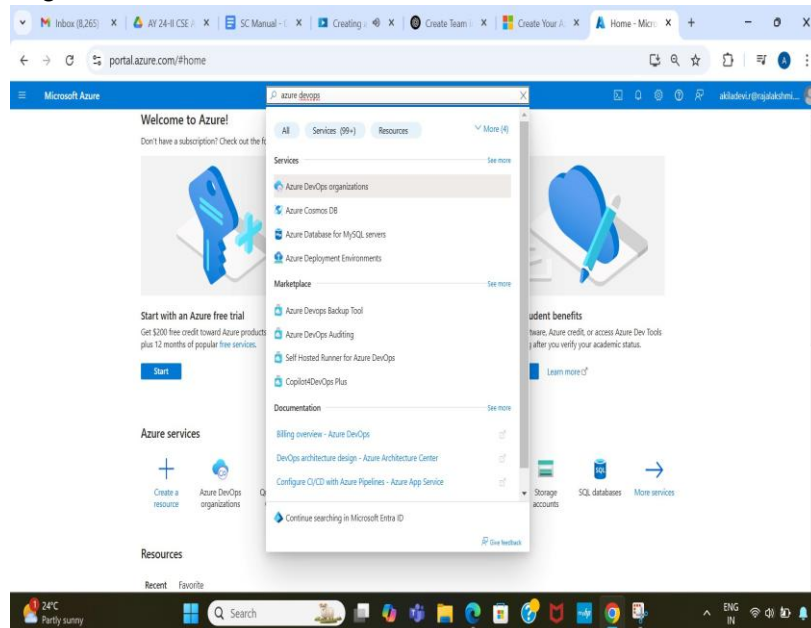 Inbox (8,265)
AY 24-II CSE
SC Manual -
Creating
Create Team
Create Your A
Home - Micro
portal.azure.com/#home
Microsoft Azure
azure devops
akiladevi.r@rajalakshmi...
Welcome to Azure!
Don't have a subscription? Check out the
All Services (99+) Resources More (4)
Services See more
Azure DevOps organizations
Azure Cosmos DB
Azure Database for MySQL servers
Azure Deployment Environments
Marketplace See more
Azure Devops Backup Tool
Azure DevOps Auditing
Self Hosted Runner for Azure DevOps
Copilot4DevOps Plus
Documentation See more
Billing overview - Azure DevOps
DevOps architecture design - Azure Architecture Center
Configure CI/CD with Azure Pipelines - Azure App Service
Continue searching in Microsoft Entra ID
Give feedback
Start with an Azure free trial
Get $200 free credit toward Azure products
plus 12 months of popular free services.
Start
udent benefits
tware, Azure credit, or access Azure Dev Tools
after you verify your academic status.
Learn more
Azure services
Create a resource
Azure DevOps organizations
Storage accounts
SQL databases
More services
Resources
Recent Favorite
24°C
Partly sunny
Search
ENG
IN